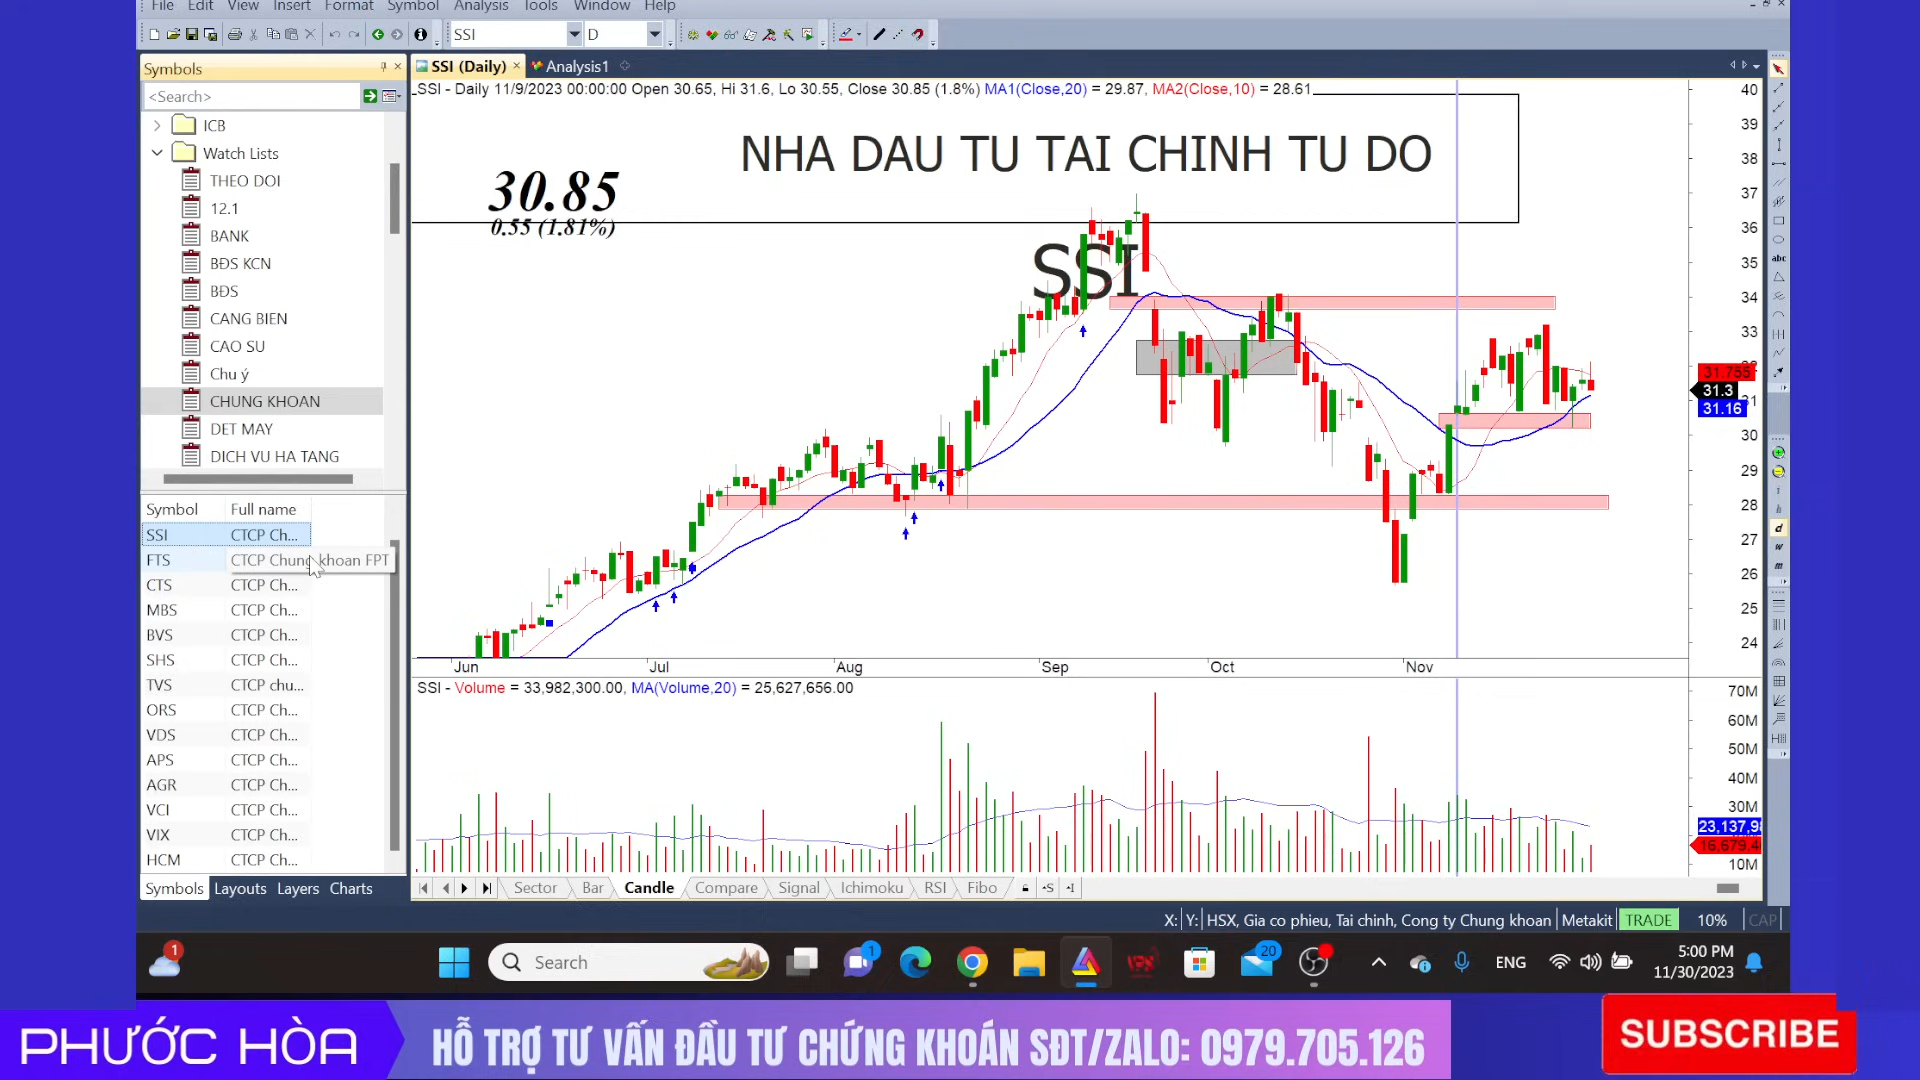 File Edit View Insert Format Symbol Analysis Tools Window Help
SSI D
Symbols
SSI (Daily) Analysis1
<Search>
ICB
Watch Lists
THEO DOI
12.1
BANK
BĐS KCN
BĐS
CANG BIEN
CAO SU
Chu ý
CHUNG KHOAN
DET MAY
DICH VU HA TANG
Symbol Full name
SSI CTCP Ch...
FTS CTCP Chung khoan FPT
CTS CTCP Ch...
MBS CTCP Ch...
BVS CTCP Ch...
SHS CTCP Ch...
TVS CTCP chu...
ORS CTCP Ch...
VDS CTCP Ch...
APS CTCP Ch...
AGR CTCP Ch...
VCI CTCP Ch...
VIX CTCP Ch...
HCM CTCP Ch...
Symbols Layouts Layers Charts
SSI - Daily 11/9/2023 00:00:00 Open 30.65, Hi 31.6, Lo 30.55, Close 30.85 (1.8%) MA1(Close,20) = 29.87, MA2(Close,10) = 28.61
NHA DAU TU TAI CHINH TU DO
30.85
0.55 (1.81%)
SSI
40
39
38
37
36
35
34
33
31.755
31.3
31.16
30
29
28
27
26
25
24
Jun Jul Aug Sep Oct Nov
SSI - Volume = 33,982,300.00, MA(Volume,20) = 25,627,656.00
70M
60M
50M
40M
30M
23,137,9
16,679,4
10M
abc
Sector Bar Candle Compare Signal Ichimoku RSI Fibo
X: Y: HSX, Gia co phieu, Tai chinh, Cong ty Chung khoan Metakit TRADE 10% CAP
1
Search
1
20
ENG
5:00 PM
11/30/2023
PHƯỚC HÒA
HỖ TRỢ TƯ VẤN ĐẦU TƯ CHỨNG KHOÁN SĐT/ZALO: 0979.705.126
SUBSCRIBE